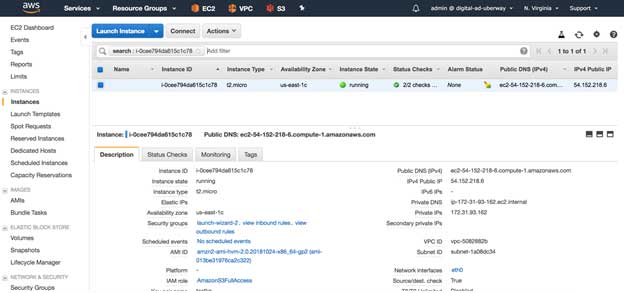 aws
Services
Resource Groups
EC2
VPC
S3
admin @ digital-ad-uberway
N. Virginia
Support
EC2 Dashboard
Events
Tags
Reports
Limits
INSTANCES
Instances
Launch Templates
Spot Requests
Reserved Instances
Dedicated Hosts
Scheduled Instances
Capacity Reservations
IMAGES
AMIs
Bundle Tasks
ELASTIC BLOCK STORE
Volumes
Snapshots
Lifecycle Manager
NETWORK & SECURITY
Security Groups
Launch Instance
Connect
Actions
search : i-0cee794da615c1c78
Add filter
1 to 1 of 1
Name Instance ID Instance Type Availability Zone Instance State Status Checks Alarm Status Public DNS (IPv4) IPv4 Public IP
i-0cee794da615c1c78 t2.micro us-east-1c running 2/2 checks ... None ec2-54-152-218-6.com... 54.152.218.6
Instance: i-0cee794da615c1c78 Public DNS: ec2-54-152-218-6.compute-1.amazonaws.com
Description
Status Checks
Monitoring
Tags
Instance ID i-0cee794da615c1c78
Instance state running
Instance type t2.micro
Elastic IPs
Availability zone us-east-1c
Security groups launch-wizard-2 . view inbound rules.. view
outbound rules
Scheduled events No scheduled events
AMI ID amzn2-ami-hvm-2.0.20181024-x86_64-gp2 (ami-
013be31976ca2c322)
Platform -
IAM role AmazonS3FullAccess
Public DNS (IPv4) ec2-54-152-218-6.compute-1.amazonaws.com
IPv4 Public IP 54.152.218.6
IPv6 IPs -
Private DNS ip-172-31-93-162.ec2.internal
Private IPs 172.31.93.162
Secondary private IPs
VPC ID vpc-5082882b
Subnet ID subnet-1a08dc34
Network interfaces eth0
Source/dest. check True